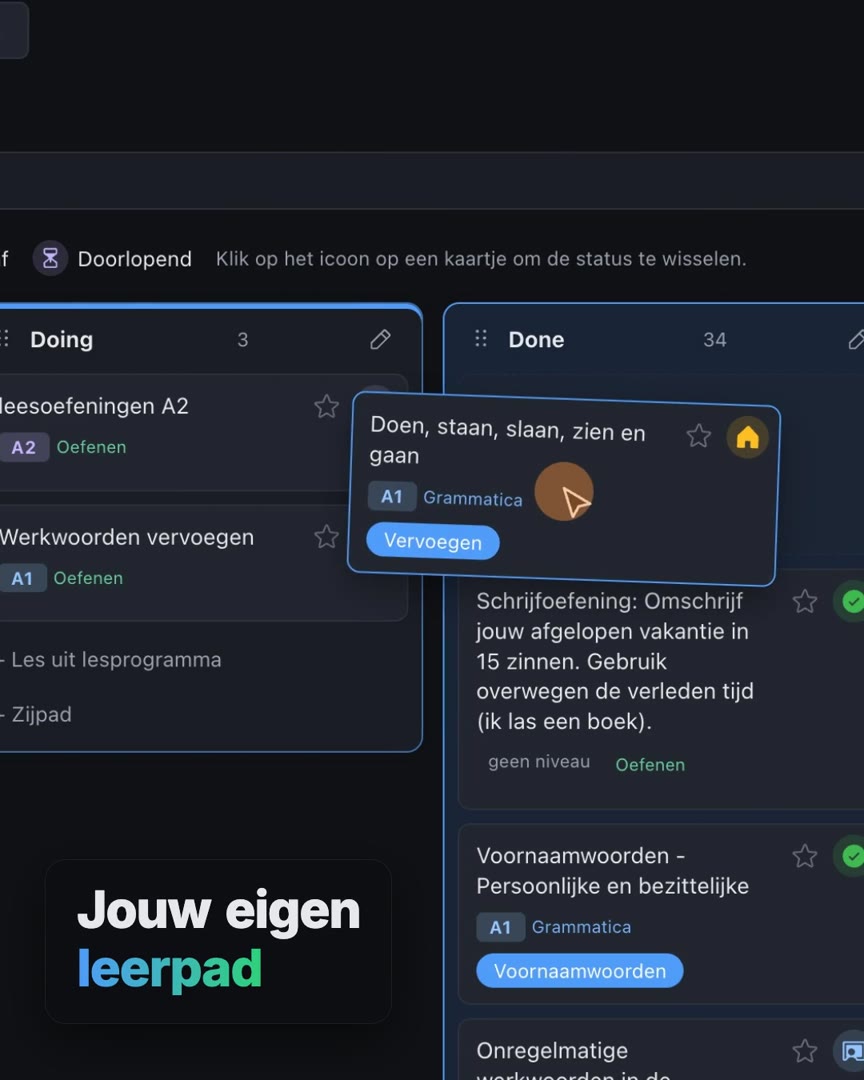 f
Doorlopend
Klik op het icoon op een kaartje om de status te wisselen.
Doing
3
leesoefeningen A2
A2 Oefenen
Werkwoorden vervoegen
A1 Oefenen
- Les uit lesprogramma
- Zijpad
Done
34
Doen, staan, slaan, zien en
gaan
A1 Grammatica
Vervoegen
Schrijfoefening: Omschrijf
jouw afgelopen vakantie in
15 zinnen. Gebruik
overwegen de verleden tijd
(ik las een boek).
geen niveau Oefenen
Voornaamwoorden -
Persoonlijke en bezittelijke
A1 Grammatica
Voornaamwoorden
Onregelmatige
werkwoorden in de
Jouw eigen
leerpad